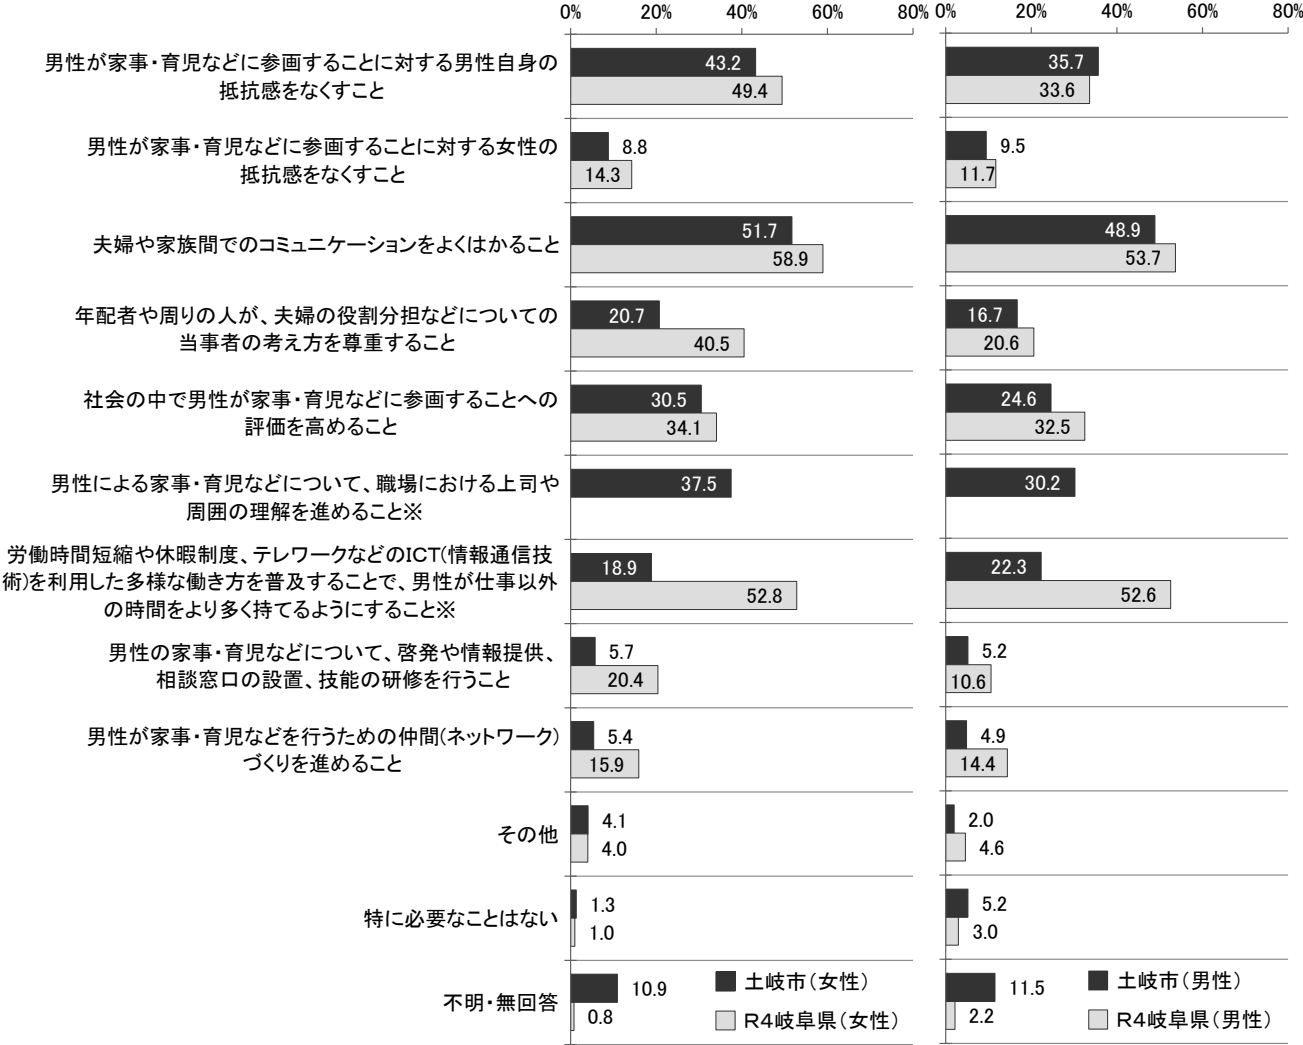 0% 20% 40% 60% 80% 0% 20% 40% 60% 80%
男性が家事・育児などに参画することに対する男性自身の
抵抗感をなくすこと
43.2 35.7
49.4 33.6
男性が家事・育児などに参画することに対する女性の
抵抗感をなくすこと
8.8 9.5
14.3 11.7
夫婦や家族間でのコミュニケーションをよくはかること
51.7 48.9
58.9 53.7
年配者や周りの人が、夫婦の役割分担などについての
当事者の考え方を尊重すること
20.7 16.7
40.5 20.6
社会の中で男性が家事・育児などに参画することへの
評価を高めること
30.5 24.6
34.1 32.5
男性による家事・育児などについて、職場における上司や
周囲の理解を進めること※
37.5 30.2
労働時間短縮や休暇制度、テレワークなどのICT(情報通信技
術)を利用した多様な働き方を普及することで、男性が仕事以外
の時間をより多く持てるようにすること※
18.9 22.3
52.8 52.6
男性の家事・育児などについて、啓発や情報提供、
相談窓口の設置、技能の研修を行うこと
5.7 5.2
20.4 10.6
男性が家事・育児などを行うための仲間(ネットワーク)
づくりを進めること
5.4 4.9
15.9 14.4
その他
4.1 2.0
4.0 4.6
特に必要なことはない
1.3 5.2
1.0 3.0
不明・無回答
10.9 11.5
0.8 2.2
土岐市(女性)
R4岐阜県(女性)
土岐市(男性)
R4岐阜県(男性)